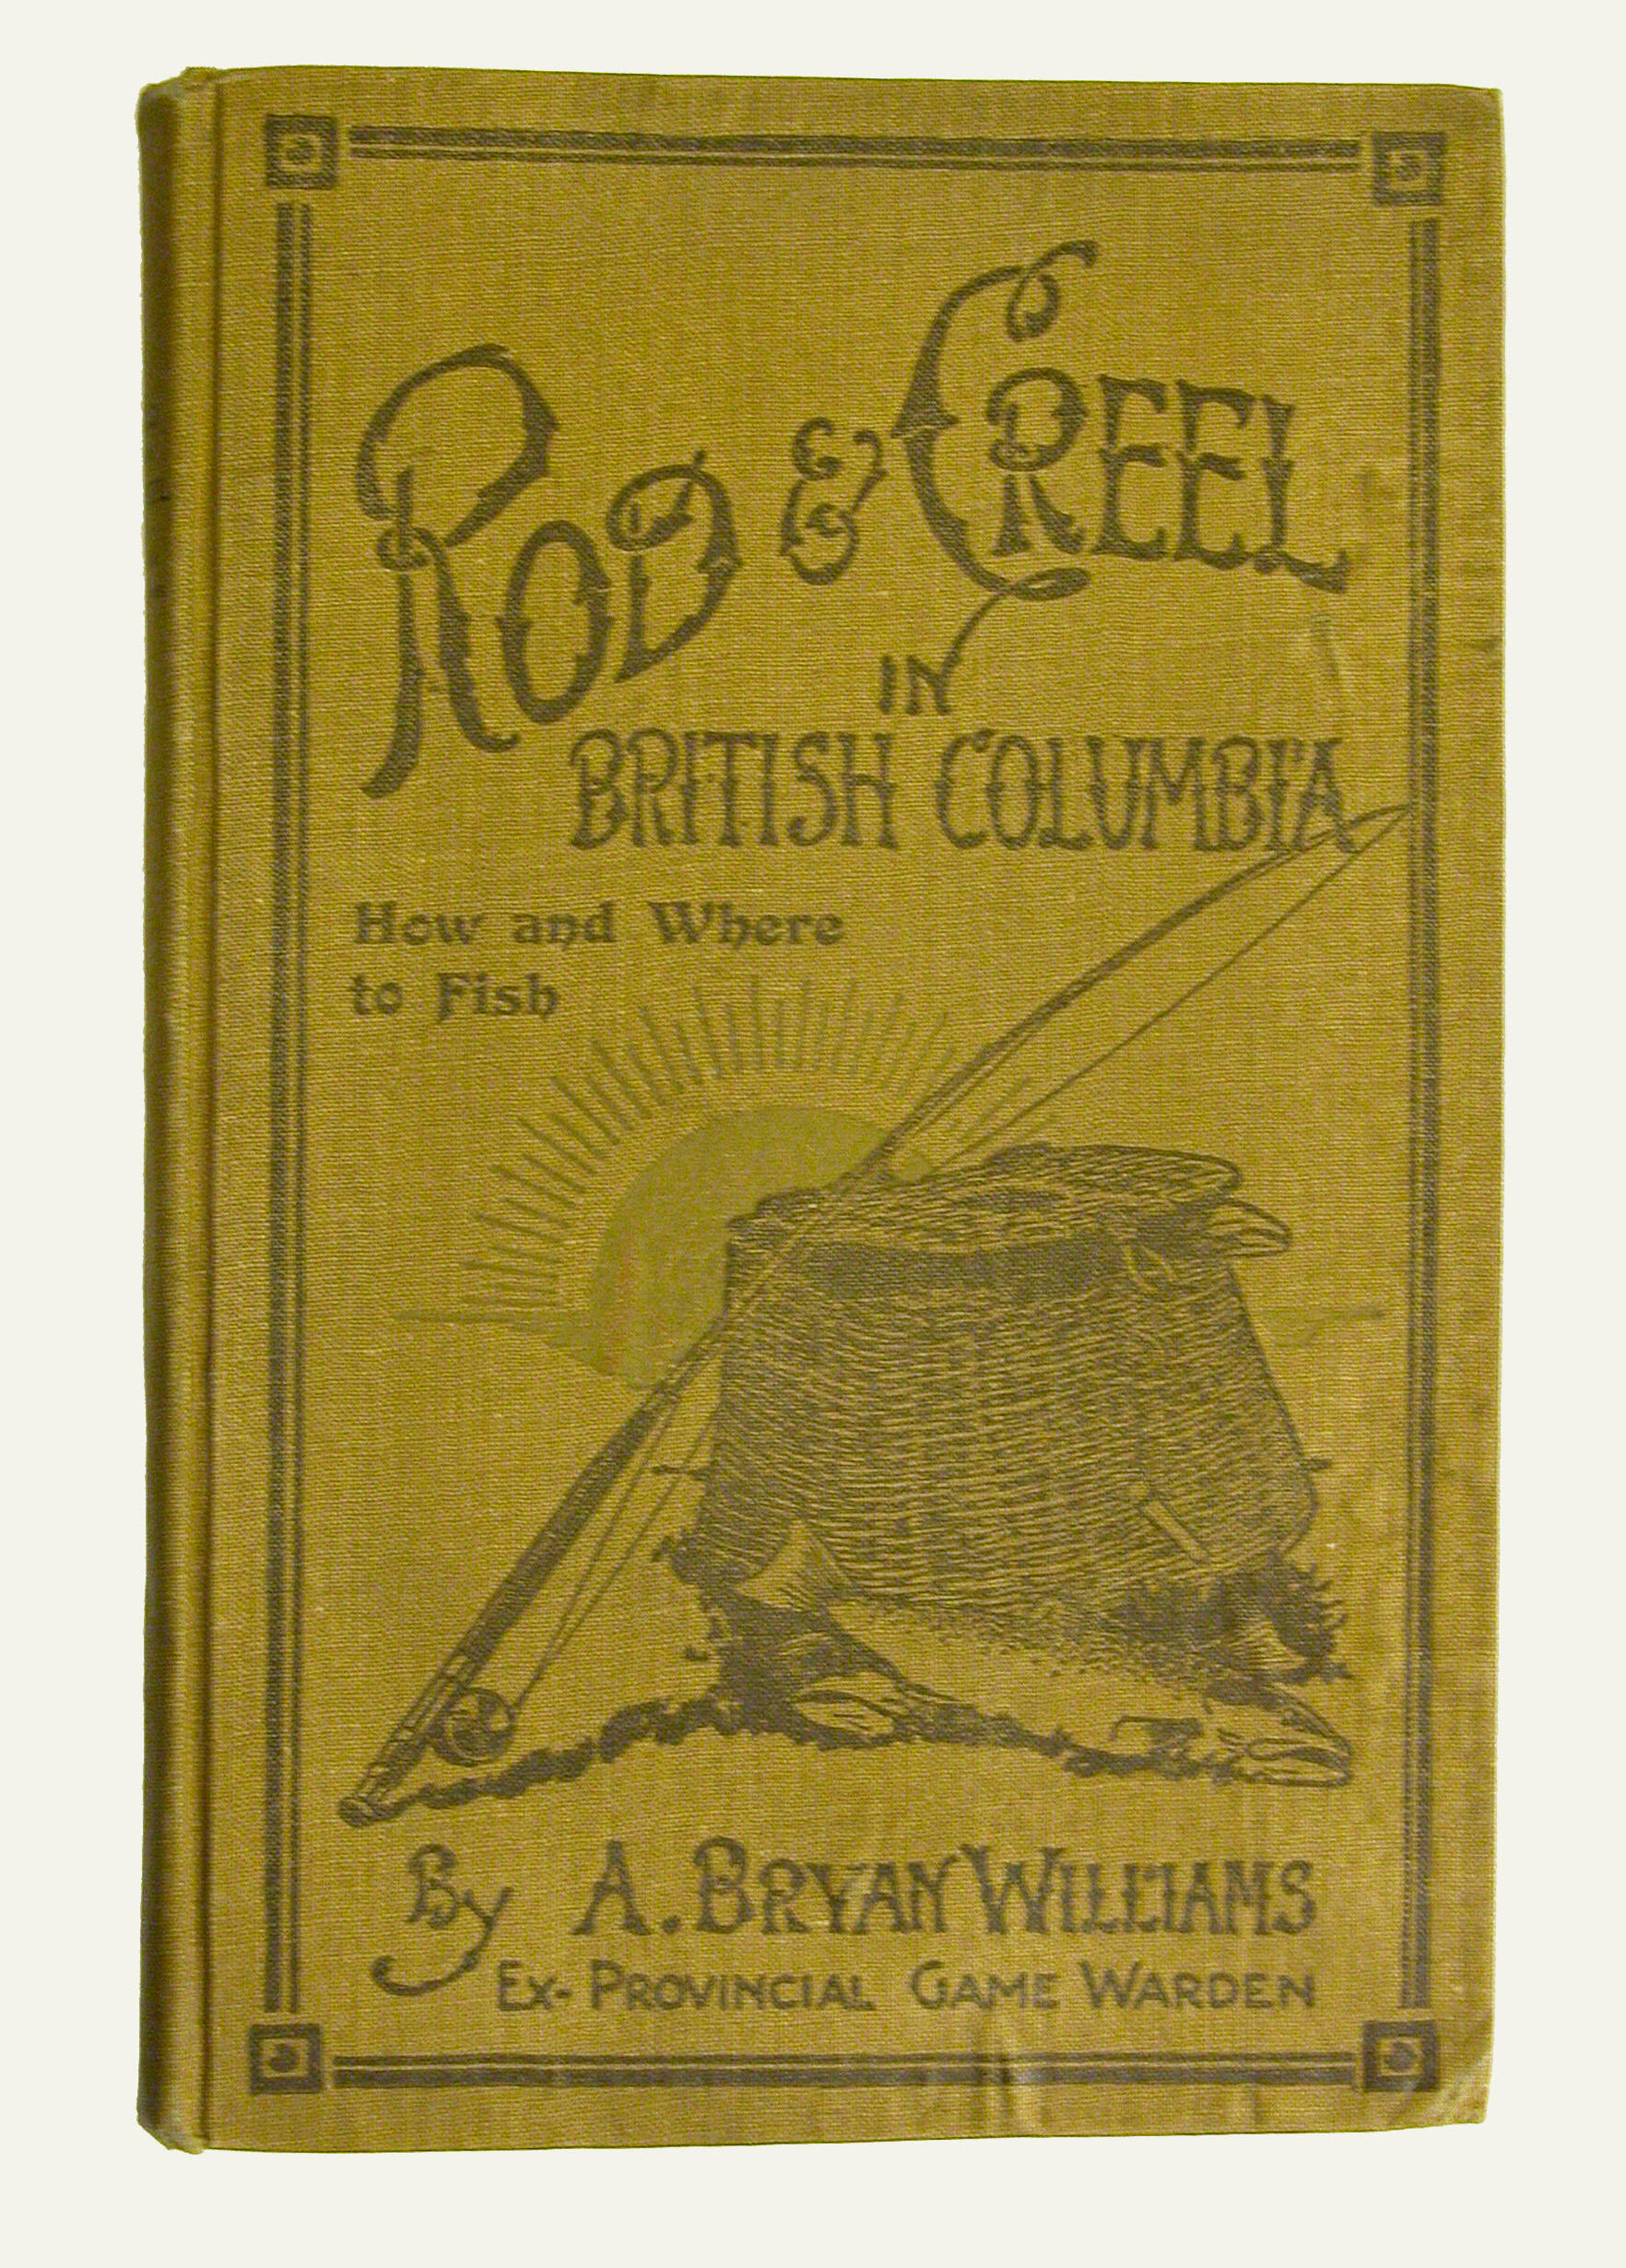 ROD & CREEL
IN
BRITISH COLUMBIA
How and Where
to Fish
By A. BRYAN WILLIAMS
EX-PROVINCIAL GAME WARDEN